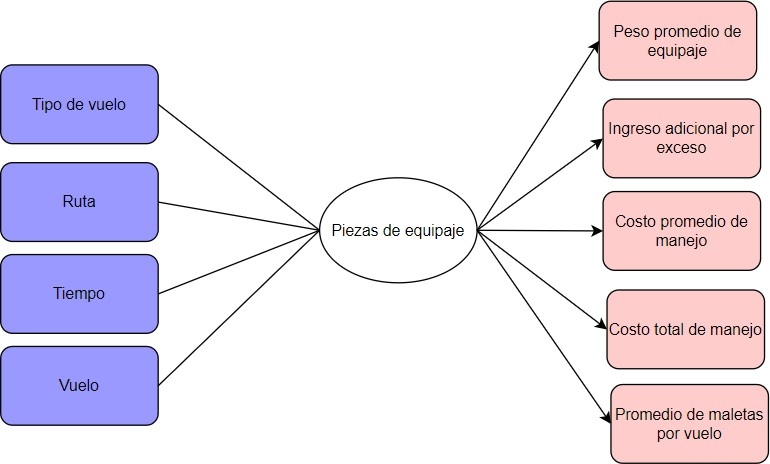 Tipo de vuelo
Ruta
Tiempo
Vuelo
Piezas de equipaje
Peso promedio de
equipaje
Ingreso adicional por
exceso
Costo promedio de
manejo
Costo total de manejo
Promedio de maletas
por vuelo